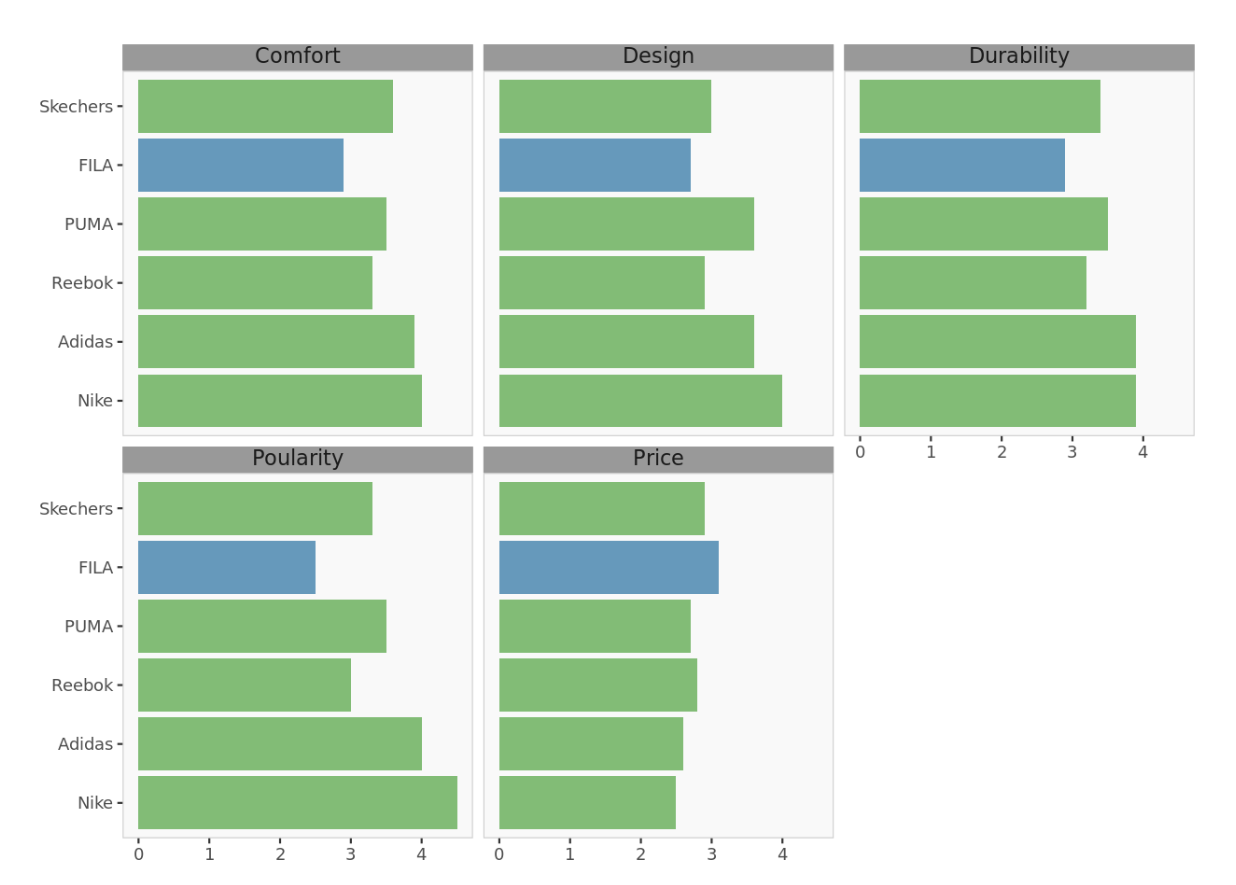 Comfort
Design
Durability
Skechers
FILA
PUMA
Reebok
Adidas
Nike
0 1 2 3 4
Poularity
Price
Skechers
FILA
PUMA
Reebok
Adidas
Nike
0 1 2 3 4
0 1 2 3 4